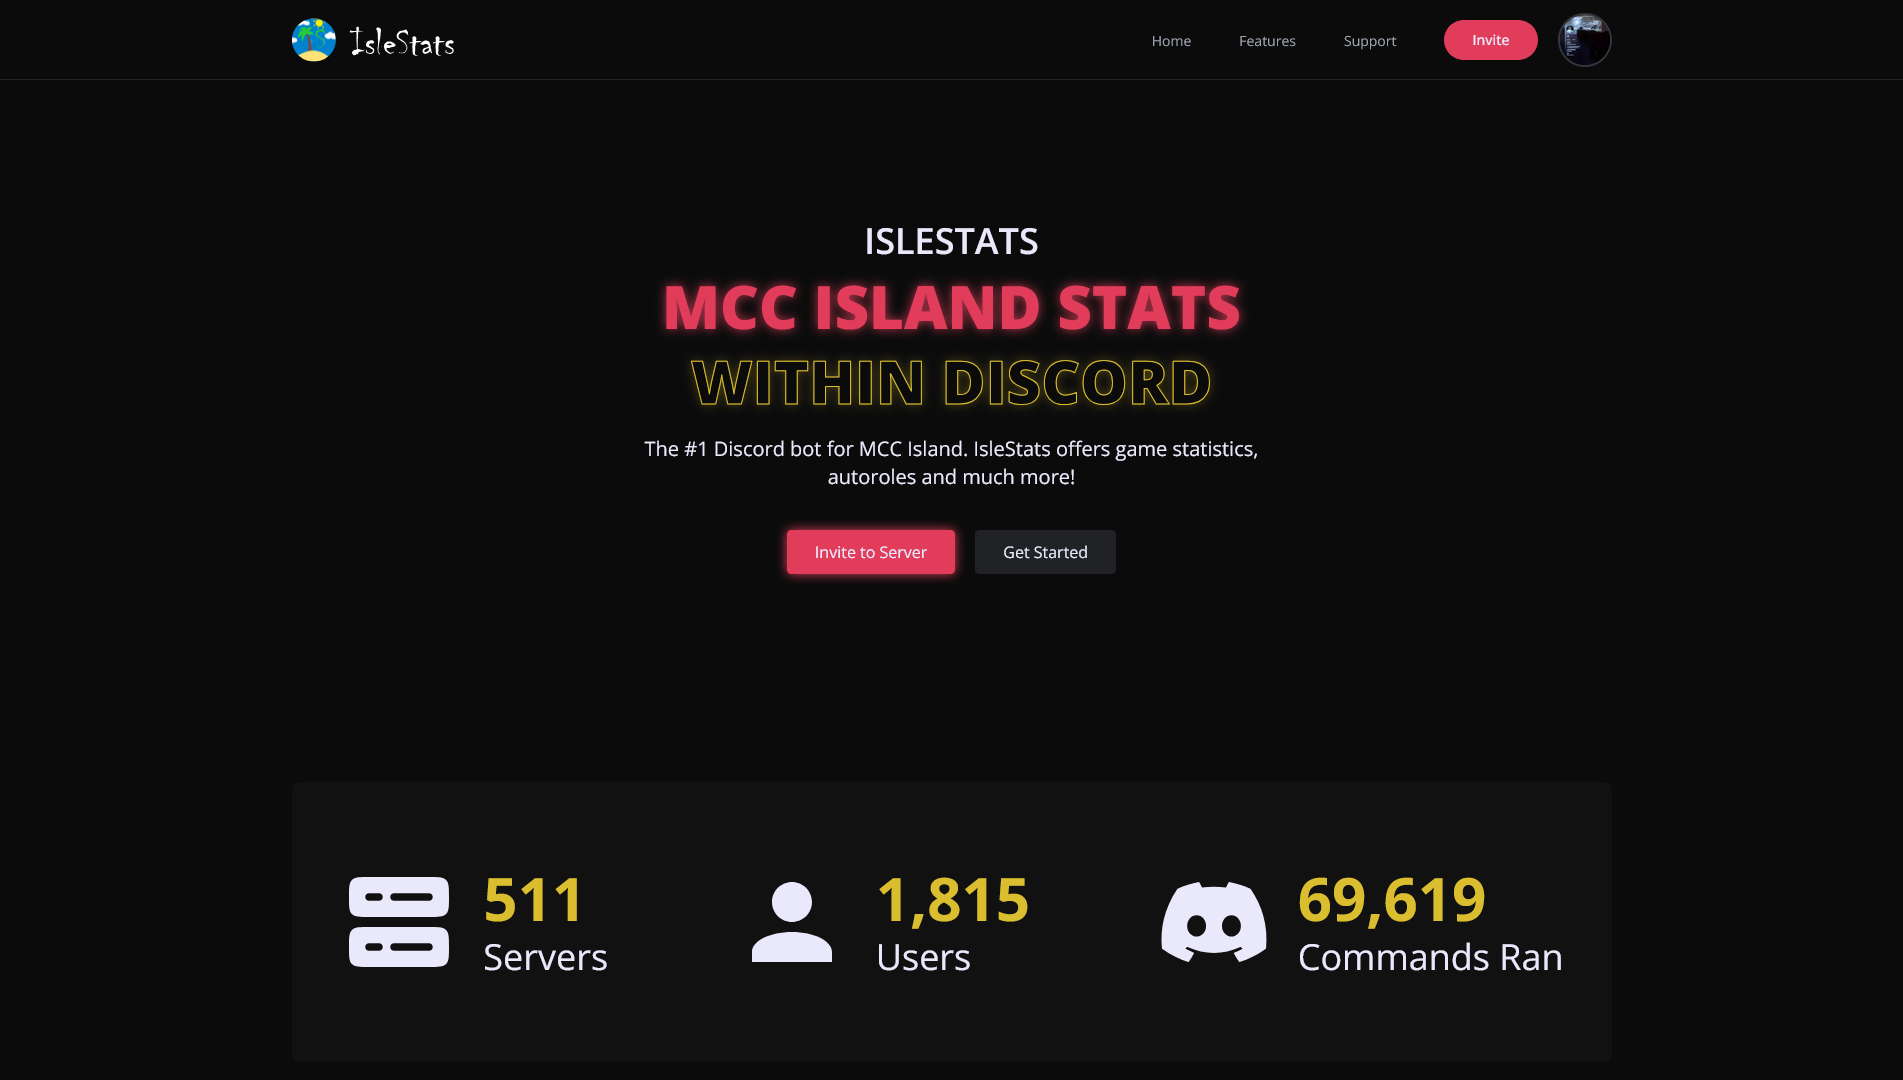 IsleStats
Home
Features
Support
Invite
ISLESTATS
MCC ISLAND STATS
WITHIN DISCORD
The #1 Discord bot for MCC Island. IsleStats offers game statistics,
autoroles and much more!
Invite to Server
Get Started
511
Servers
1,815
Users
69,619
Commands Ran